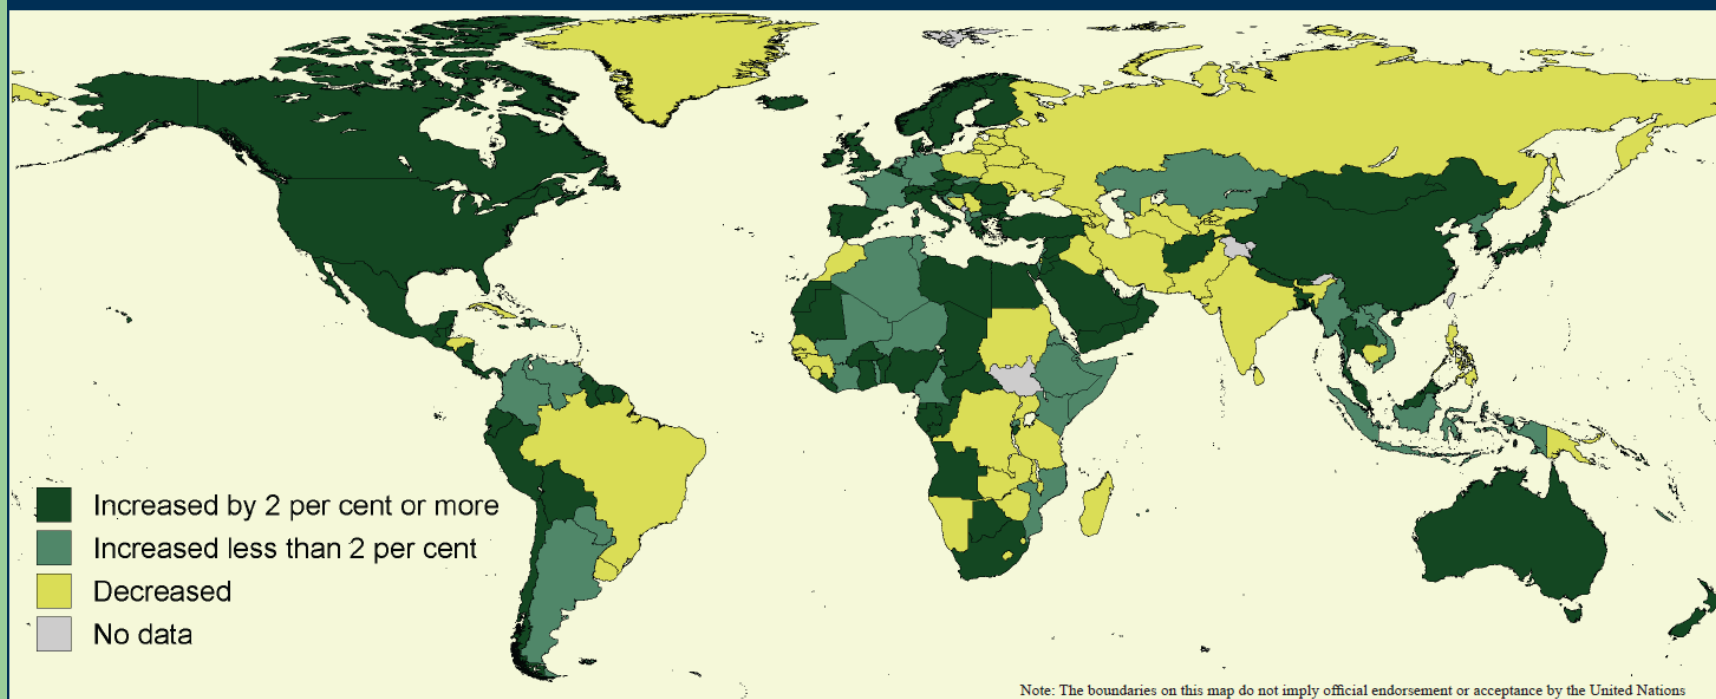 Increased by 2 per cent or more
Increased less than 2 per cent
Decreased
No data
Note: The boundaries on this map do not imply official endorsement or acceptance by the United Nations